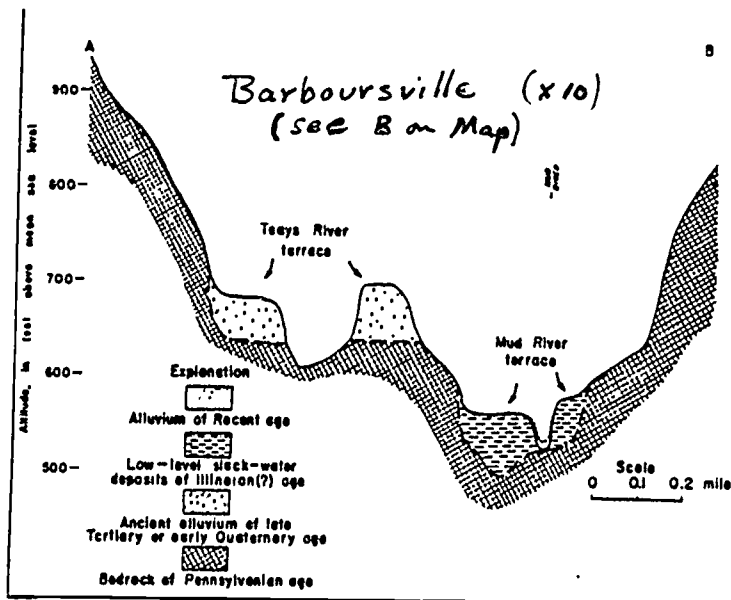 A
B
Barboursville (x10)
(see B on Map)
Altitude, in feet above mean sea level
900-
800-
700-
600-
500-
Teays River
terrace
Mud River
terrace
Explanation
Alluvium of Recent age
Low-level slack-water
deposits of Illinoian(?) age
Ancient alluvium of late
Tertiary or early Quaternary age
Bedrock of Pennsylvanian age
Scale
0 0.1 0.2 mile